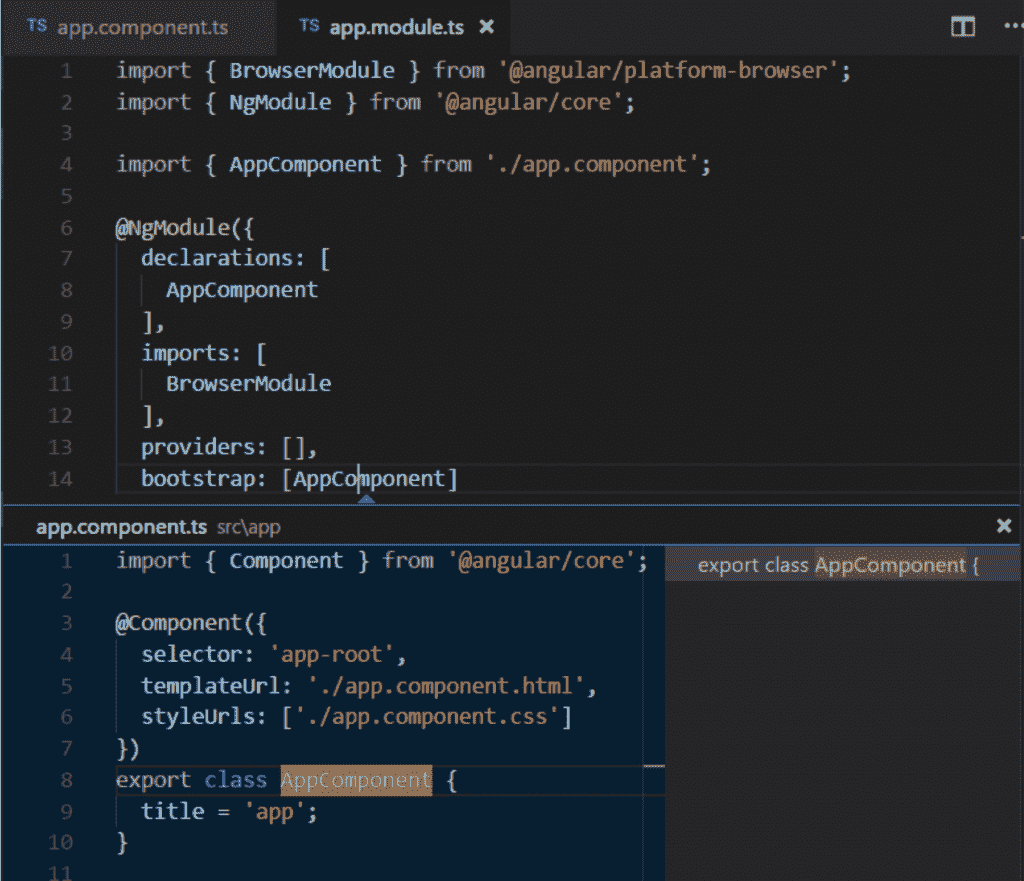 TS app.component.ts TS app.module.ts ×
1 import { BrowserModule } from '@angular/platform-browser';
2 import { NgModule } from '@angular/core';
3
4 import { AppComponent } from './app.component';
5
6 @NgModule({
7 declarations: [
8 AppComponent
9 ],
10 imports: [
11 BrowserModule
12 ],
13 providers: [],
14 bootstrap: [AppComponent]
app.component.ts src\app ×
1 import { Component } from '@angular/core';
2
3 @Component({
4 selector: 'app-root',
5 templateUrl: './app.component.html',
6 styleUrls: ['./app.component.css']
7 })
8 export class AppComponent {
9 title = 'app';
10 }
11
export class AppComponent {